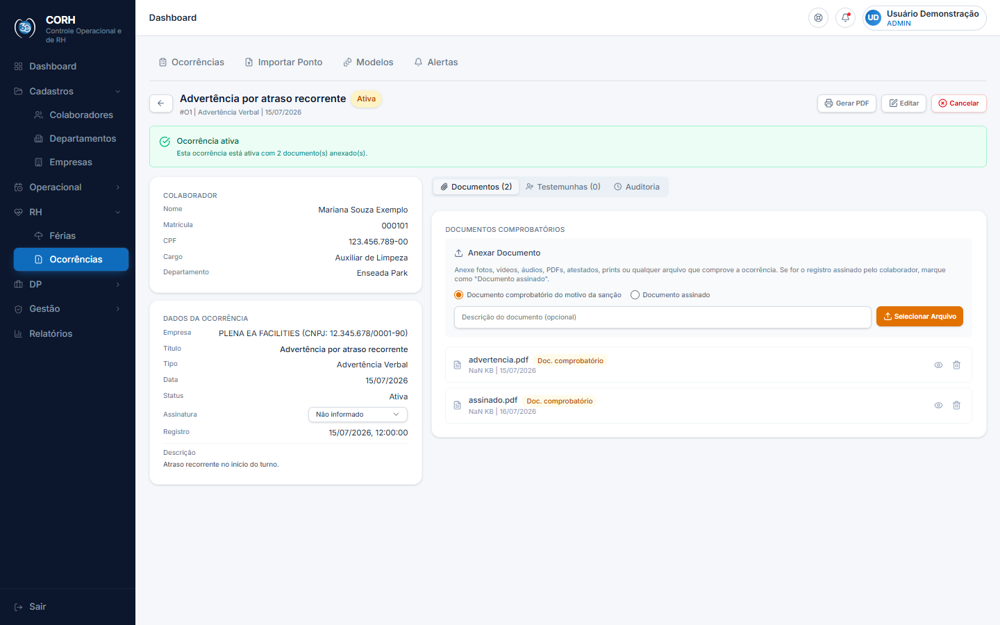 CORH
Controle Operacional e
de RH
Dashboard
Cadastros
Colaboradores
Departamentos
Empresas
Operacional
RH
Férias
Ocorrências
DP
Gestão
Relatórios
Sair
Dashboard
UD
Usuário Demonstração
ADMIN
Ocorrências
Importar Ponto
Modelos
Alertas
Advertência por atraso recorrente
Ativa
#O1 | Advertência Verbal | 15/07/2026
Gerar PDF
Editar
Cancelar
Ocorrência ativa
Esta ocorrência está ativa com 2 documento(s) anexado(s).
COLABORADOR
Nome Mariana Souza Exemplo
Matrícula 000101
CPF 123.456.789-00
Cargo Auxiliar de Limpeza
Departamento Enseada Park
DADOS DA OCORRÊNCIA
Empresa PLENA EA FACILITIES (CNPJ: 12.345.678/0001-90)
Título Advertência por atraso recorrente
Tipo Advertência Verbal
Data 15/07/2026
Status Ativa
Assinatura Não informado
Registro 15/07/2026, 12:00:00
Descrição
Atraso recorrente no início do turno.
Documentos (2)
Testemunhas (0)
Auditoria
DOCUMENTOS COMPROBATÓRIOS
Anexar Documento
Anexe fotos, vídeos, áudios, PDFs, atestados, prints ou qualquer arquivo que comprove a ocorrência. Se for o registro assinado pelo colaborador, marque
como "Documento assinado".
Documento comprobatório do motivo da sanção
Documento assinado
Descrição do documento (opcional)
Selecionar Arquivo
advertencia.pdf Doc. comprobatório
NaN KB | 15/07/2026
assinado.pdf Doc. comprobatório
NaN KB | 16/07/2026